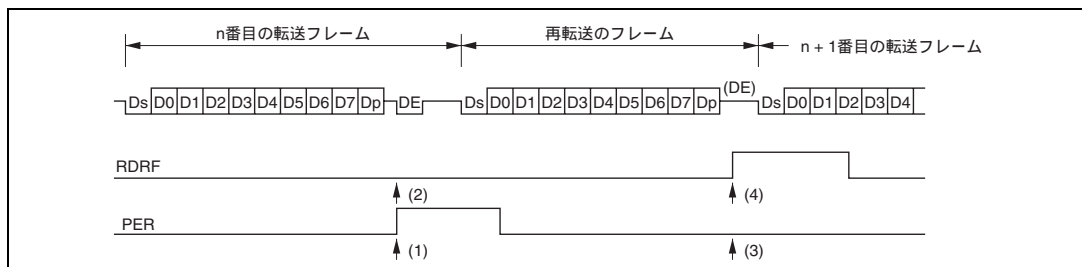 n番目の転送フレーム
再転送のフレーム
n + 1番目の転送フレーム
Ds D0 D1 D2 D3 D4 D5 D6 D7 Dp DE Ds D0 D1 D2 D3 D4 D5 D6 D7 Dp (DE) Ds D0 D1 D2 D3 D4
RDRF
(2) (4)
PER
(1) (3)